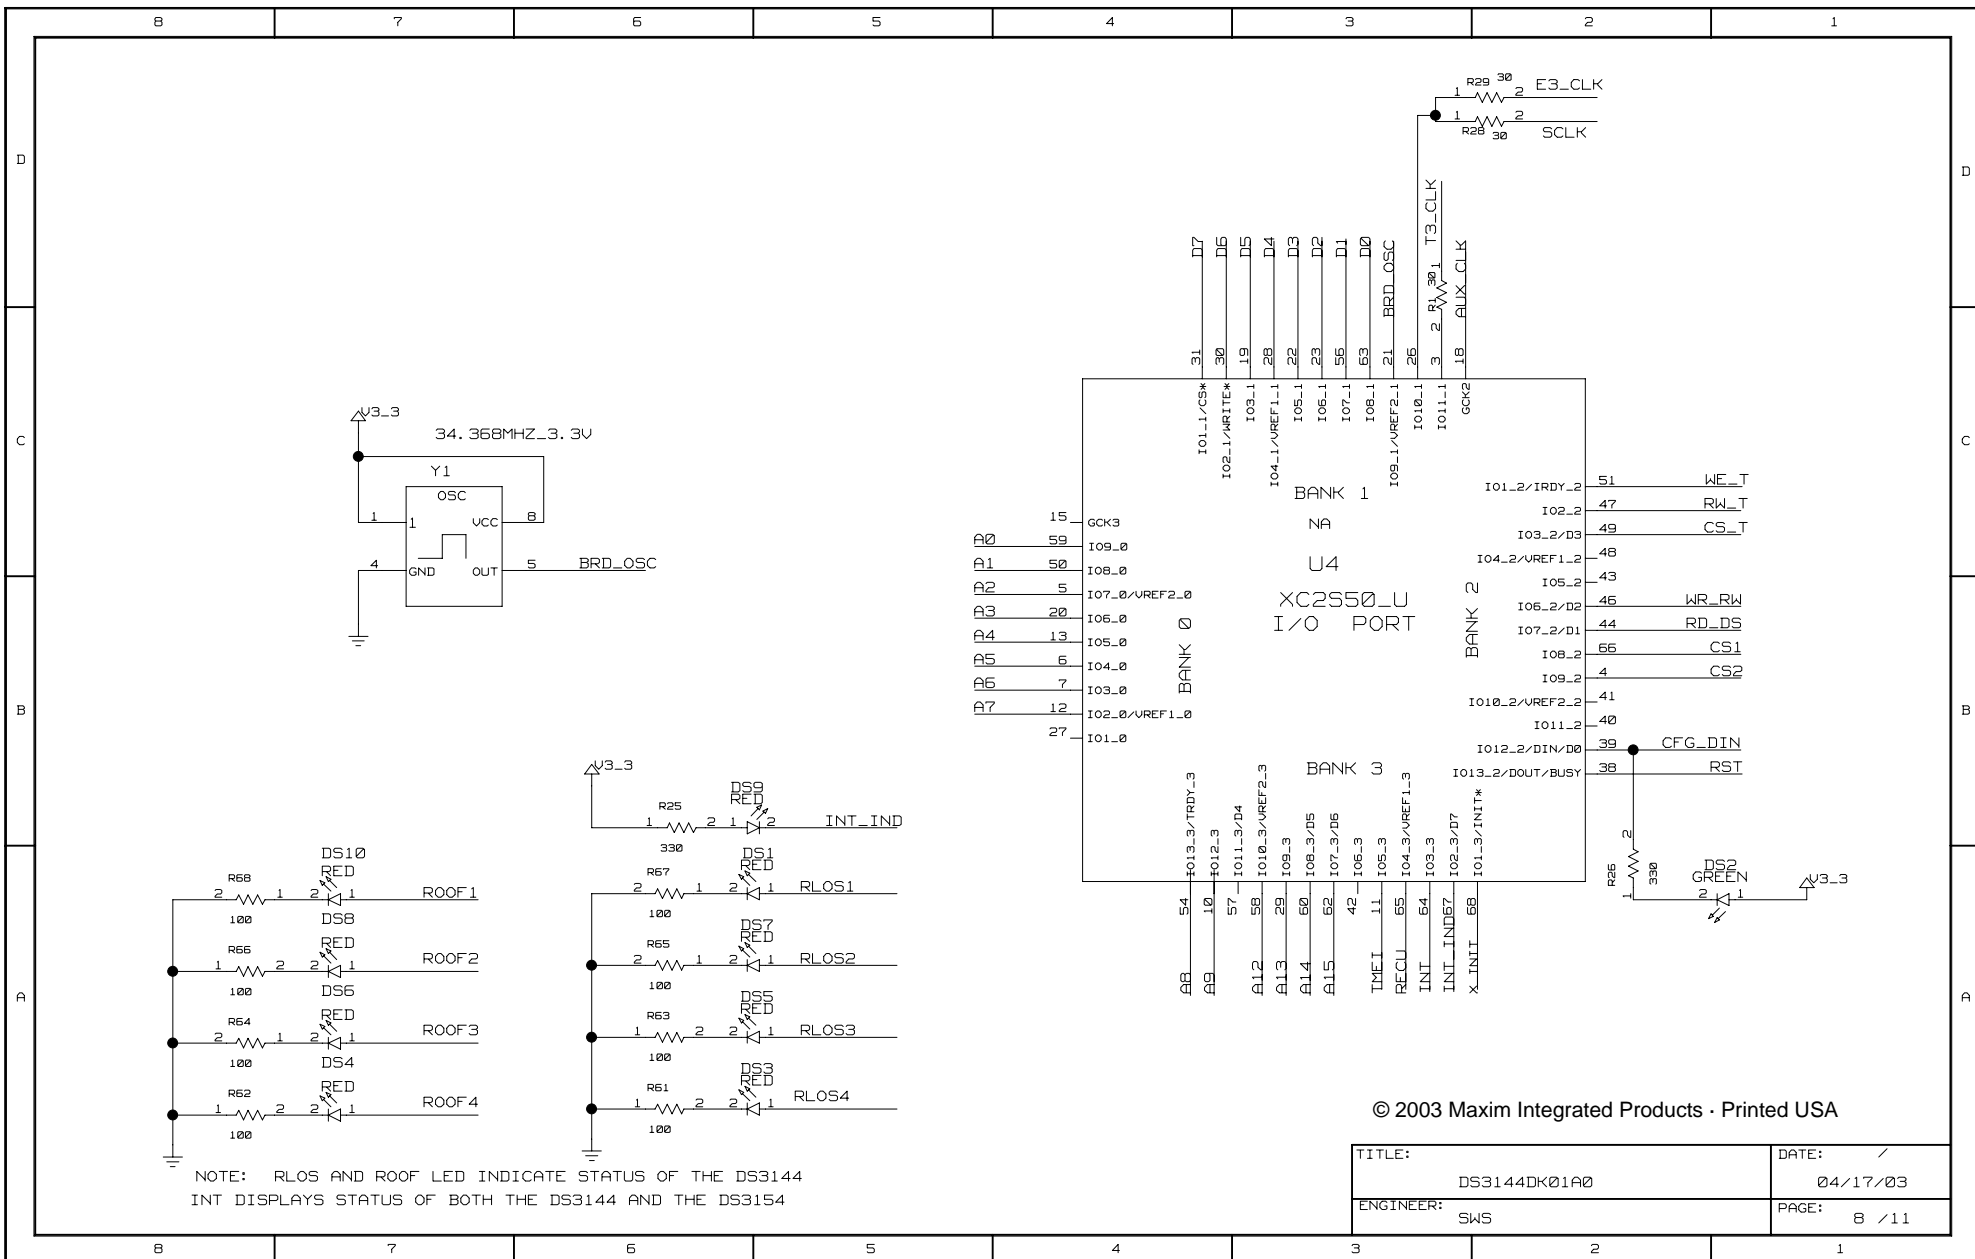 8 7 6 5 4 3 2 1
D
D
C
C
B
B
A
A
R29 30
1 2 E3_CLK
1 2
R28 30 SCLK
T3_CLK
1
R1 30
2
D7
D6
D5
D4
D3
D2
D1
D0
BRD_OSC
AUX_CLK
31 30 19 28 22 23 56 63 21 26 3 18
IO1_1/CS*
IO2_1/WRITE*
IO3_1
IO4_1/VREF1_1
IO5_1
IO6_1
IO7_1
IO8_1
IO9_1/VREF2_1
IO10_1
IO11_1
GCK2
BANK 1
NA
U4
XC2S50_U
I/O PORT
BANK 0
BANK 2
BANK 3
15 GCK3
A0 59 IO9_0
A1 50 IO8_0
A2 5 IO7_0/VREF2_0
A3 20 IO6_0
A4 13 IO5_0
A5 6 IO4_0
A6 7 IO3_0
A7 12 IO2_0/VREF1_0
27 IO1_0
IO1_2/IRDY_2 51 WE_T
IO2_2 47 RW_T
IO3_2/D3 49 CS_T
IO4_2/VREF1_2 48
IO5_2 43
IO6_2/D2 46 WR_RW
IO7_2/D1 44 RD_DS
IO8_2 66 CS1
IO9_2 4 CS2
IO10_2/VREF2_2 41
IO11_2 40
IO12_2/DIN/D0 39 CFG_DIN
IO13_2/DOUT/BUSY 38 RST
IO13_3/TRDY_3
IO12_3
IO11_3/D4
IO10_3/VREF2_3
IO9_3
IO8_3/D5
IO7_3/D6
IO6_3
IO5_3
IO4_3/VREF1_3
IO3_3
IO2_3/D7
IO1_3/INIT*
54 10 57 58 29 60 62 42 11 65 64 67 68
A8
A9
A12
A13
A14
A15
TMEI
RECU
INT
INT_IND
X_INIT
2
R26 330
1
DS2
GREEN
2 1
V3_3
V3_3
34.368MHZ_3.3V
Y1
OSC
1 1 VCC 8
4 GND OUT 5 BRD_OSC
V3_3
DS9
RED
R25
1 2 1 2 INT_IND
330
DS10
RED
R68
2 1 2 1 ROOF1
100
DS8
RED
R66
1 2 2 1 ROOF2
100
DS6
RED
R64
2 1 2 1 ROOF3
100
DS4
RED
R62
1 2 2 1 ROOF4
100
DS1
RED
R67
2 1 2 1 RLOS1
100
DS7
RED
R65
2 1 2 1 RLOS2
100
DS5
RED
R63
1 2 2 1 RLOS3
100
DS3
RED
R61
1 2 2 1 RLOS4
100
NOTE: RLOS AND ROOF LED INDICATE STATUS OF THE DS3144
INT DISPLAYS STATUS OF BOTH THE DS3144 AND THE DS3154
© 2003 Maxim Integrated Products · Printed USA
TITLE:
DS3144DK01A0
DATE: /
04/17/03
ENGINEER:
SWS
PAGE:
8 /11
8 7 6 5 4 3 2 1